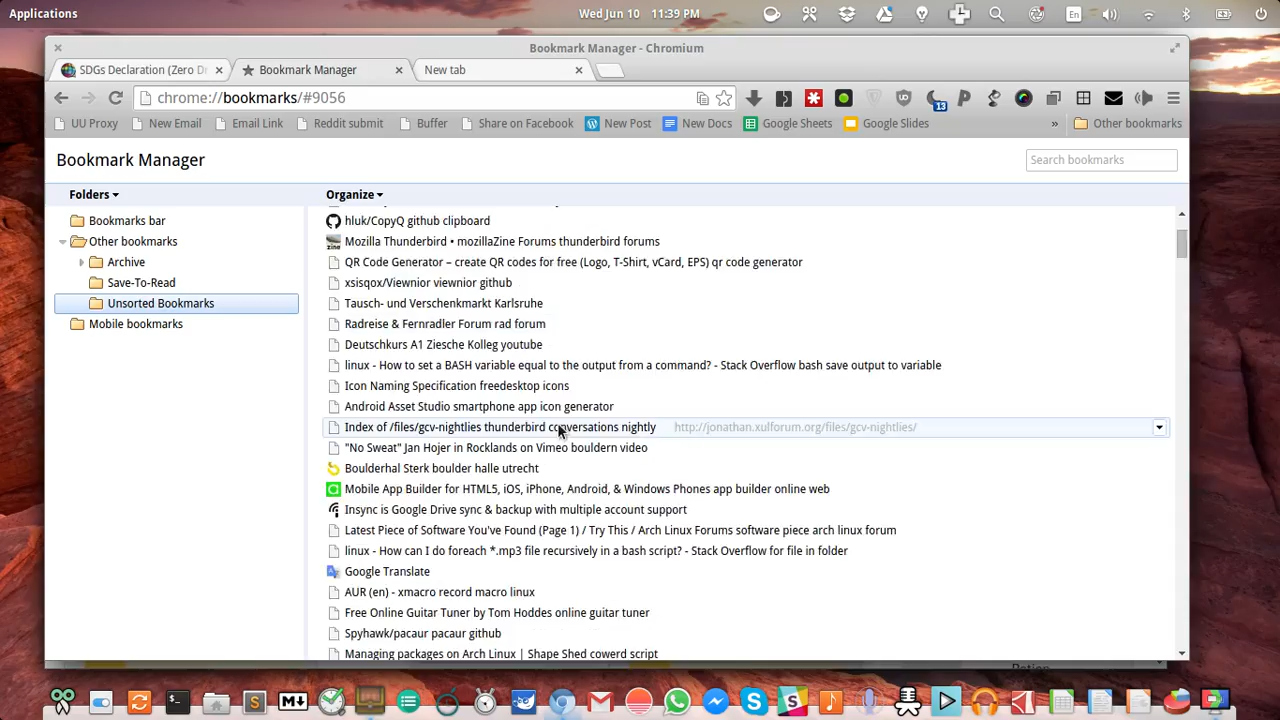 Applications
Wed Jun 10 11:39 PM
En
Bookmark Manager - Chromium
SDGs Declaration (Zero Dr
Bookmark Manager
New tab
chrome://bookmarks/#9056
13
UU Proxy
New Email
Email Link
Reddit submit
Buffer
Share on Facebook
New Post
New Docs
Google Sheets
Google Slides
»
Other bookmarks
Bookmark Manager
Search bookmarks
Folders
Organize
Bookmarks bar
Other bookmarks
Archive
Save-To-Read
Unsorted Bookmarks
Mobile bookmarks
hluk/CopyQ github clipboard
Mozilla Thunderbird • mozillaZine Forums thunderbird forums
QR Code Generator – create QR codes for free (Logo, T-Shirt, vCard, EPS) qr code generator
xsisqox/Viewnior viewnior github
Tausch- und Verschenkmarkt Karlsruhe
Radreise & Fernradler Forum rad forum
Deutschkurs A1 Ziesche Kolleg youtube
linux - How to set a BASH variable equal to the output from a command? - Stack Overflow bash save output to variable
Icon Naming Specification freedesktop icons
Android Asset Studio smartphone app icon generator
Index of /files/gcv-nightlies thunderbird conversations nightly http://jonathan.xulforum.org/files/gcv-nightlies/
"No Sweat" Jan Hojer in Rocklands on Vimeo bouldern video
Boulderhal Sterk boulder halle utrecht
Mobile App Builder for HTML5, iOS, iPhone, Android, & Windows Phones app builder online web
Insync is Google Drive sync & backup with multiple account support
Latest Piece of Software You've Found (Page 1) / Try This / Arch Linux Forums software piece arch linux forum
linux - How can I do foreach *.mp3 file recursively in a bash script? - Stack Overflow for file in folder
Google Translate
AUR (en) - xmacro record macro linux
Free Online Guitar Tuner by Tom Hoddes online guitar tuner
Spyhawk/pacaur pacaur github
Managing packages on Arch Linux | Shape Shed cowerd script